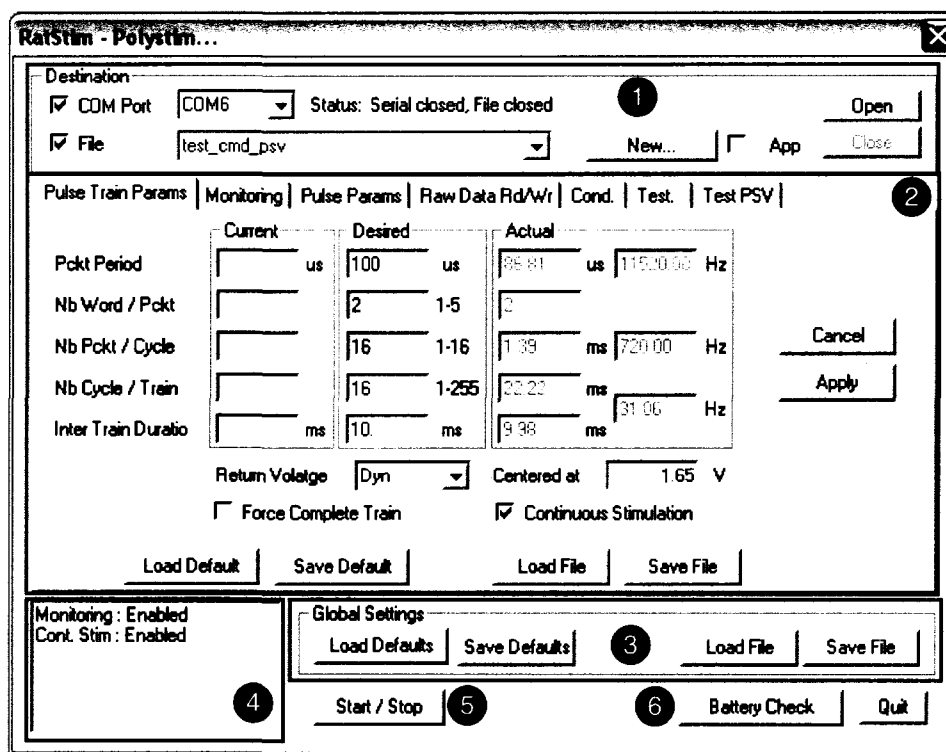 RatStim - Polystim...
Destination
COM Port COM6 Status: Serial closed, File closed 1 Open
File test_cmd_psv New... App Close
Pulse Train Params Monitoring Pulse Params Raw Data Rd/Wr Cond. Test. Test PSV 2
Current Desired Actual
Pckt Period us 100 us 86.81 us 11520.00 Hz
Nb Word / Pckt 2 1-5 2
Nb Pckt / Cycle 16 1-16 1.39 ms 720.00 Hz Cancel
Nb Cycle / Train 16 1-255 22.22 ms Apply
31.06 Hz
Inter Train Duratio ms 10. ms 9.98 ms
Return Volatge Dyn Centered at 1.65 V
Force Complete Train Continuous Stimulation
Load Default Save Default Load File Save File
Monitoring : Enabled
Cont. Stim : Enabled
4
Global Settings
Load Defaults Save Defaults 3 Load File Save File
Start / Stop 5 6 Battery Check Quit